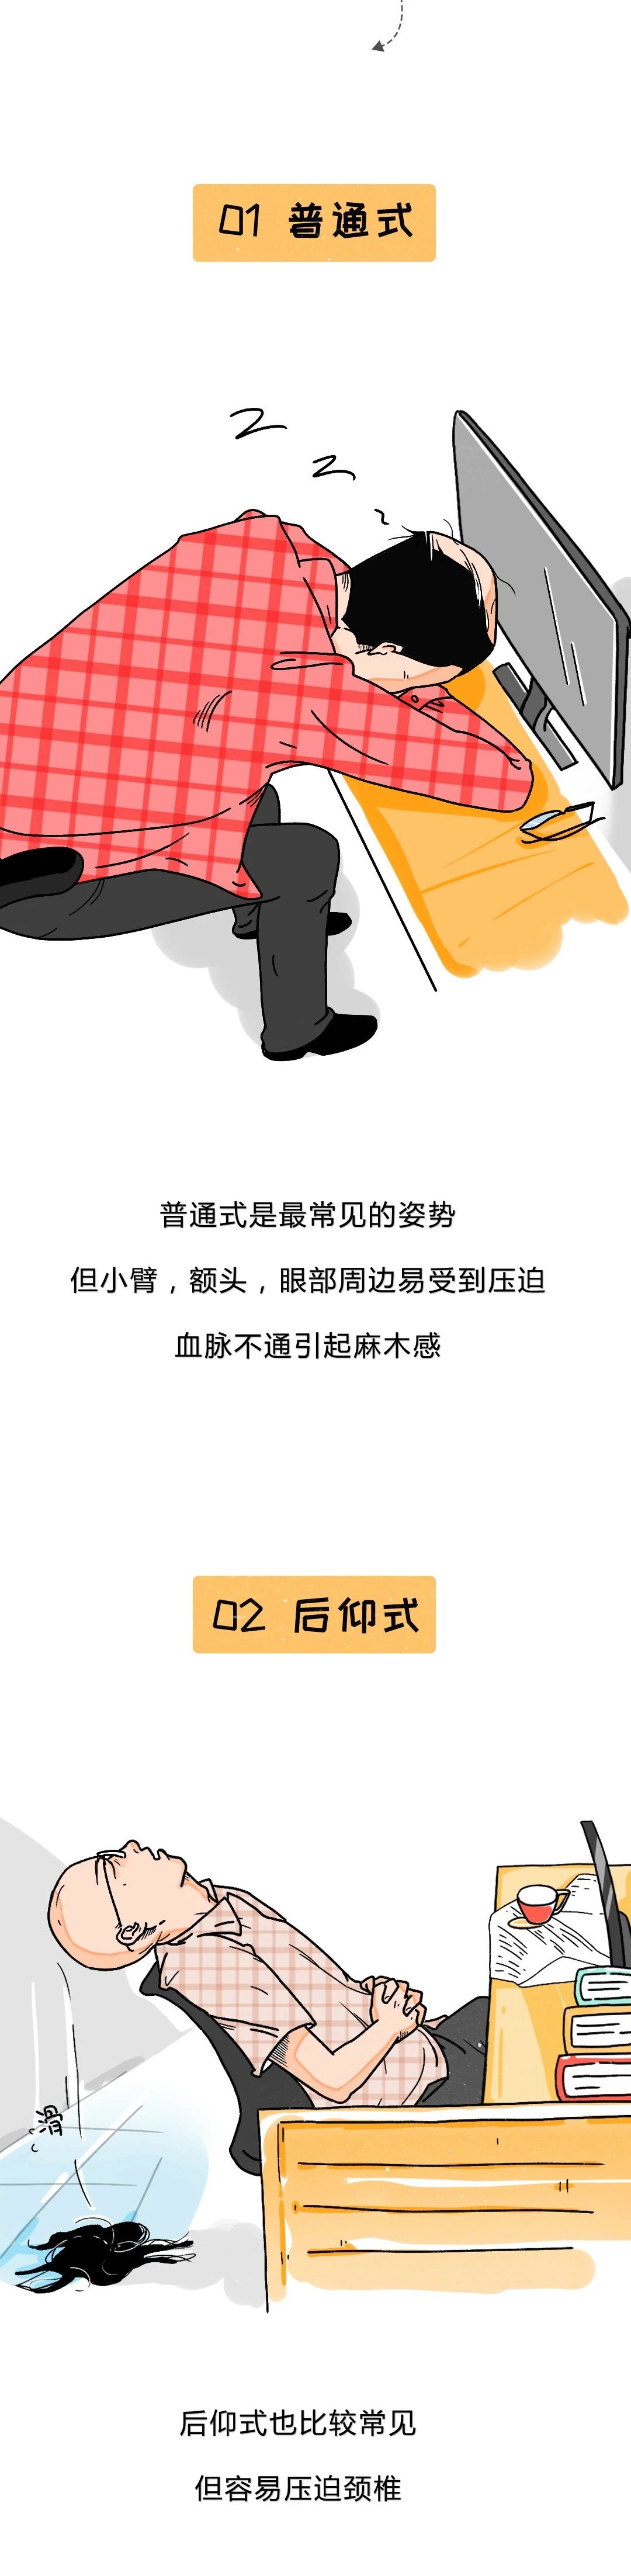 01 普通式
z
z
普通式是最常见的姿势
但小臂，额头，眼部周边易受到压迫
血脉不通引起麻木感
02 后仰式
滑
后仰式也比较常见
但容易压迫颈椎